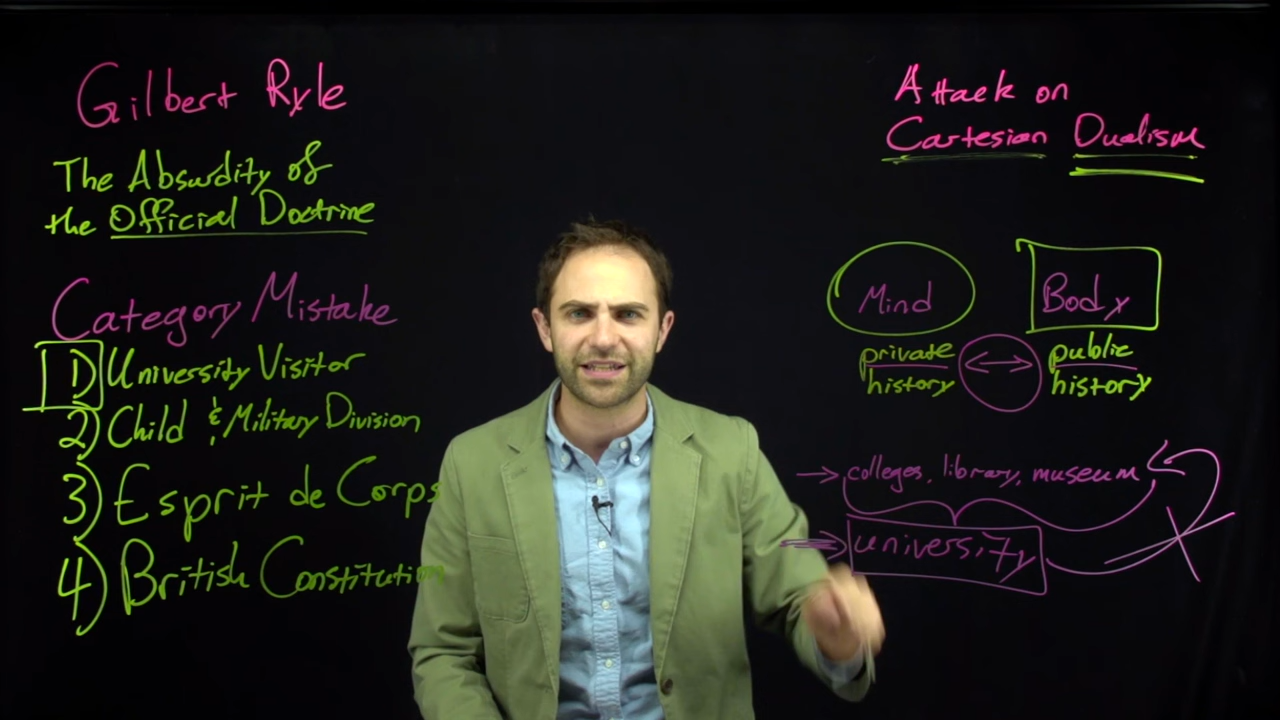 Gilbert Ryle
The Absurdity of
the Official Doctrine
Category Mistake
1) University Visitor
2) Child & Military Division
3) Esprit de Corps
4) British Constitution
Attack on
Cartesian Dualism
Mind
Body
private
history
public
history
colleges, library, museum
university